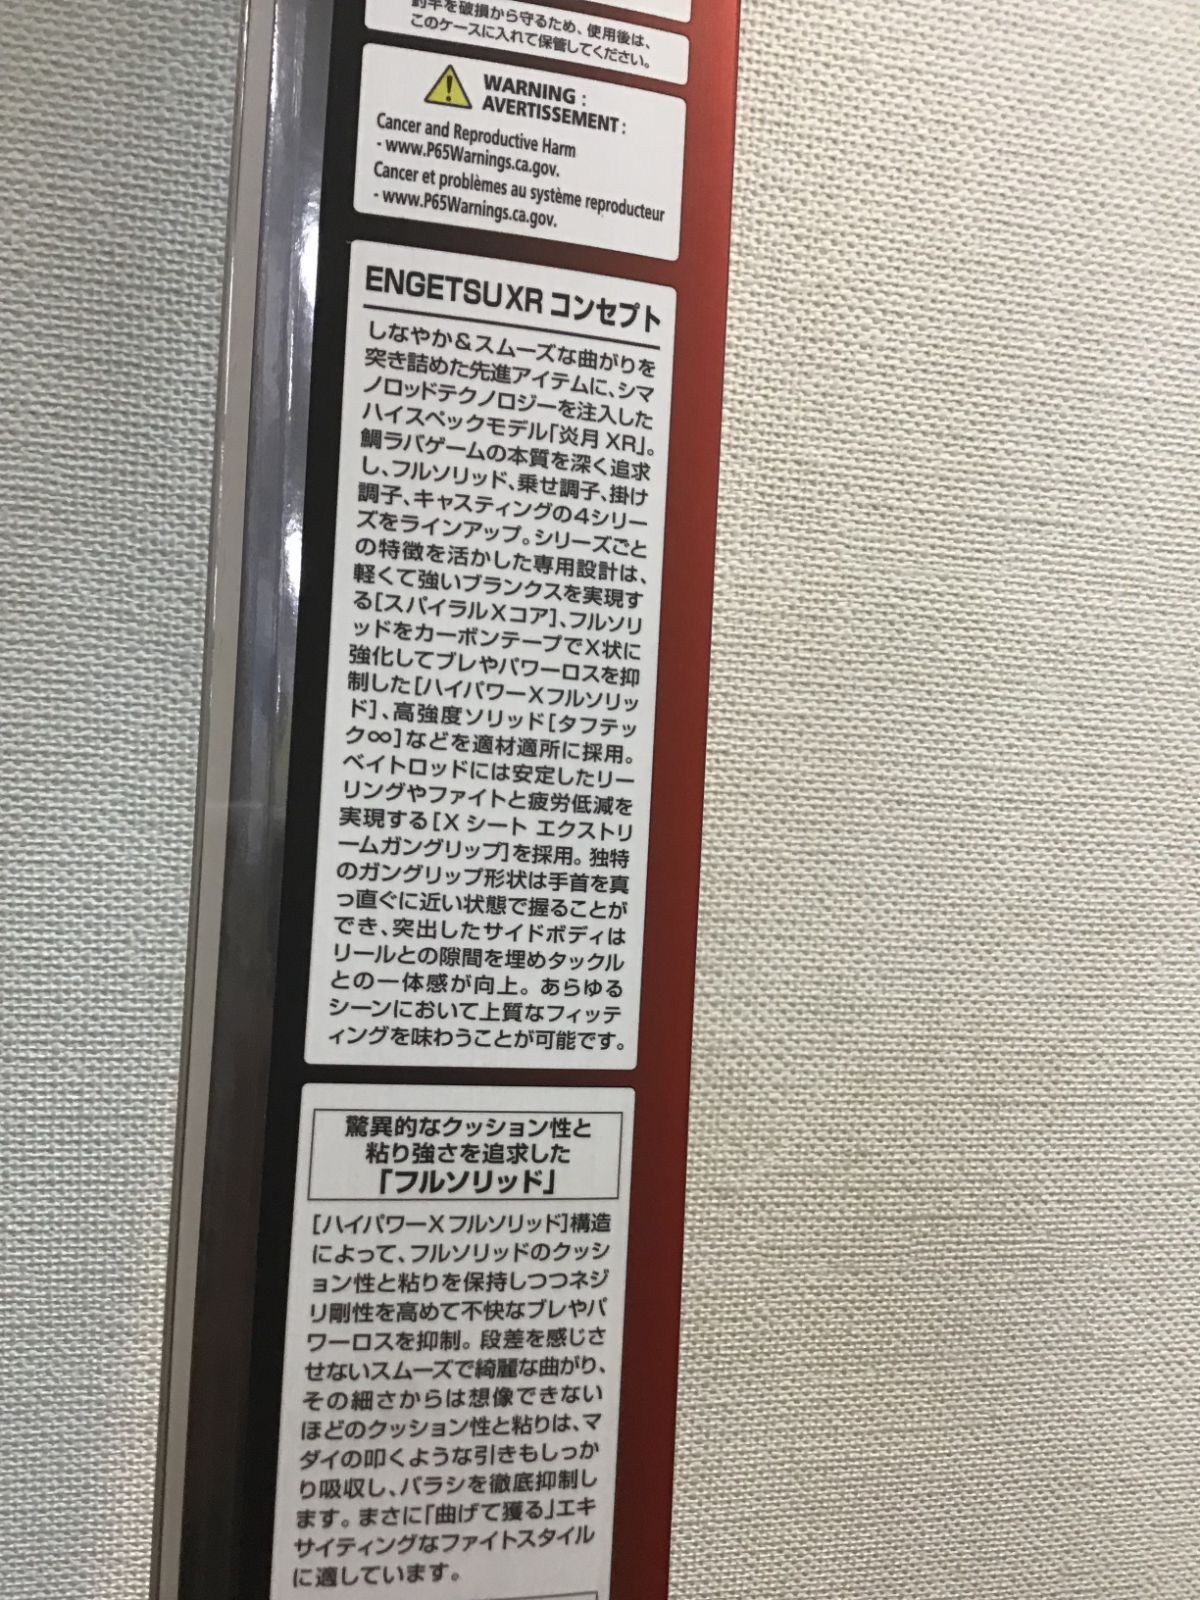 釣竿を破損から守るため、使用後は、
このケースに入れて保管してください。
WARNING :
AVERTISSEMENT :
Cancer and Reproductive Harm
- www.P65Warnings.ca.gov.
Cancer et problèmes au système reproducteur
- www.P65Warnings.ca.gov.
ENGETSU XR コンセプト
しなやか&スムーズな曲がりを
突き詰めた先進アイテムに、シマ
ノロッドテクノロジーを注入した
ハイスペックモデル「炎月 XR」。
鯛ラバゲームの本質を深く追求
し、フルソリッド、乗せ調子、掛け
調子、キャスティングの4シリー
ズをラインアップ。シリーズごと
の特徴を活かした専用設計は、
軽くて強いブランクスを実現す
る[スパイラルXコア]、フルソリ
ッドをカーボンテープでX状に
強化してブレやパワーロスを抑
制した[ハイパワーXフルソリッ
ド]、高強度ソリッド[タフテッ
ク∞]などを適材適所に採用。
ベイトロッドには安定したリー
リングやファイトと疲労低減を
実現する[X シート エクストリ
ームガングリップ]を採用。独特
のガングリップ形状は手首を真
っ直ぐに近い状態で握ることが
でき、突出したサイドボディは
リールとの隙間を埋めタックル
との一体感が向上。あらゆる
シーンにおいて上質なフィッテ
ィングを味わうことが可能です。
驚異的なクッション性と
粘り強さを追求した
「フルソリッド」
[ハイパワーXフルソリッド]構造
によって、フルソリッドのクッシ
ョン性と粘りを保持しつつネジ
リ剛性を高めて不快なブレやパ
ワーロスを抑制。段差を感じさ
せないスムーズで綺麗な曲がり、
その細さからは想像できない
ほどのクッション性と粘りは、マ
ダイの叩くような引きもしっか
り吸収し、バラシを徹底抑制し
ます。まさに「曲げて獲る」エキ
サイティングなファイトスタイル
に適しています。